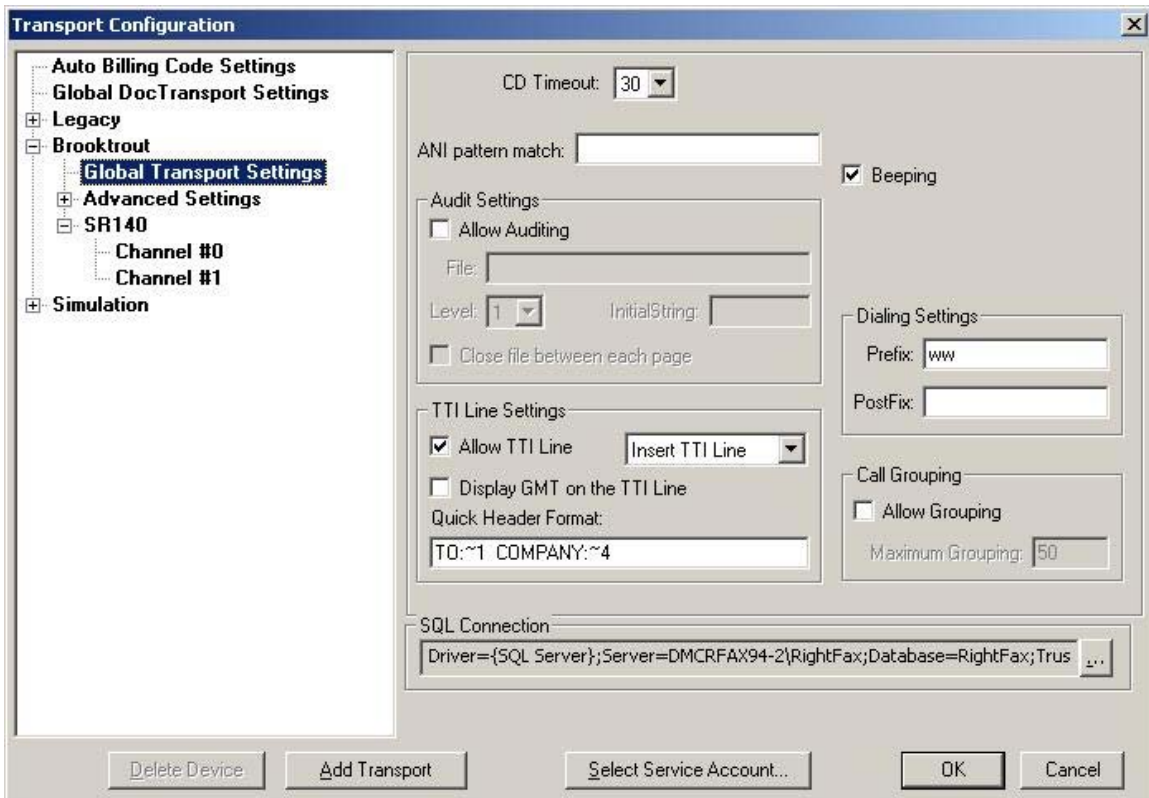 Transport Configuration
Auto Billing Code Settings
Global DocTransport Settings
Legacy
Brooktrout
Global Transport Settings
Advanced Settings
SR140
Channel #0
Channel #1
Simulation
CD Timeout: 30
ANI pattern match:
Beeping
Audit Settings
Allow Auditing
File:
Level: 1 InitialString:
Close file between each page
Dialing Settings
Prefix: ww
PostFix:
TTI Line Settings
Allow TTI Line Insert TTI Line
Display GMT on the TTI Line
Quick Header Format:
TO:~1 COMPANY:~4
Call Grouping
Allow Grouping
Maximum Grouping: 50
SQL Connection
Driver={SQL Server};Server=DMCRFAX94-2\RightFax;Database=RightFax;Trus ...
Delete Device Add Transport Select Service Account... OK Cancel